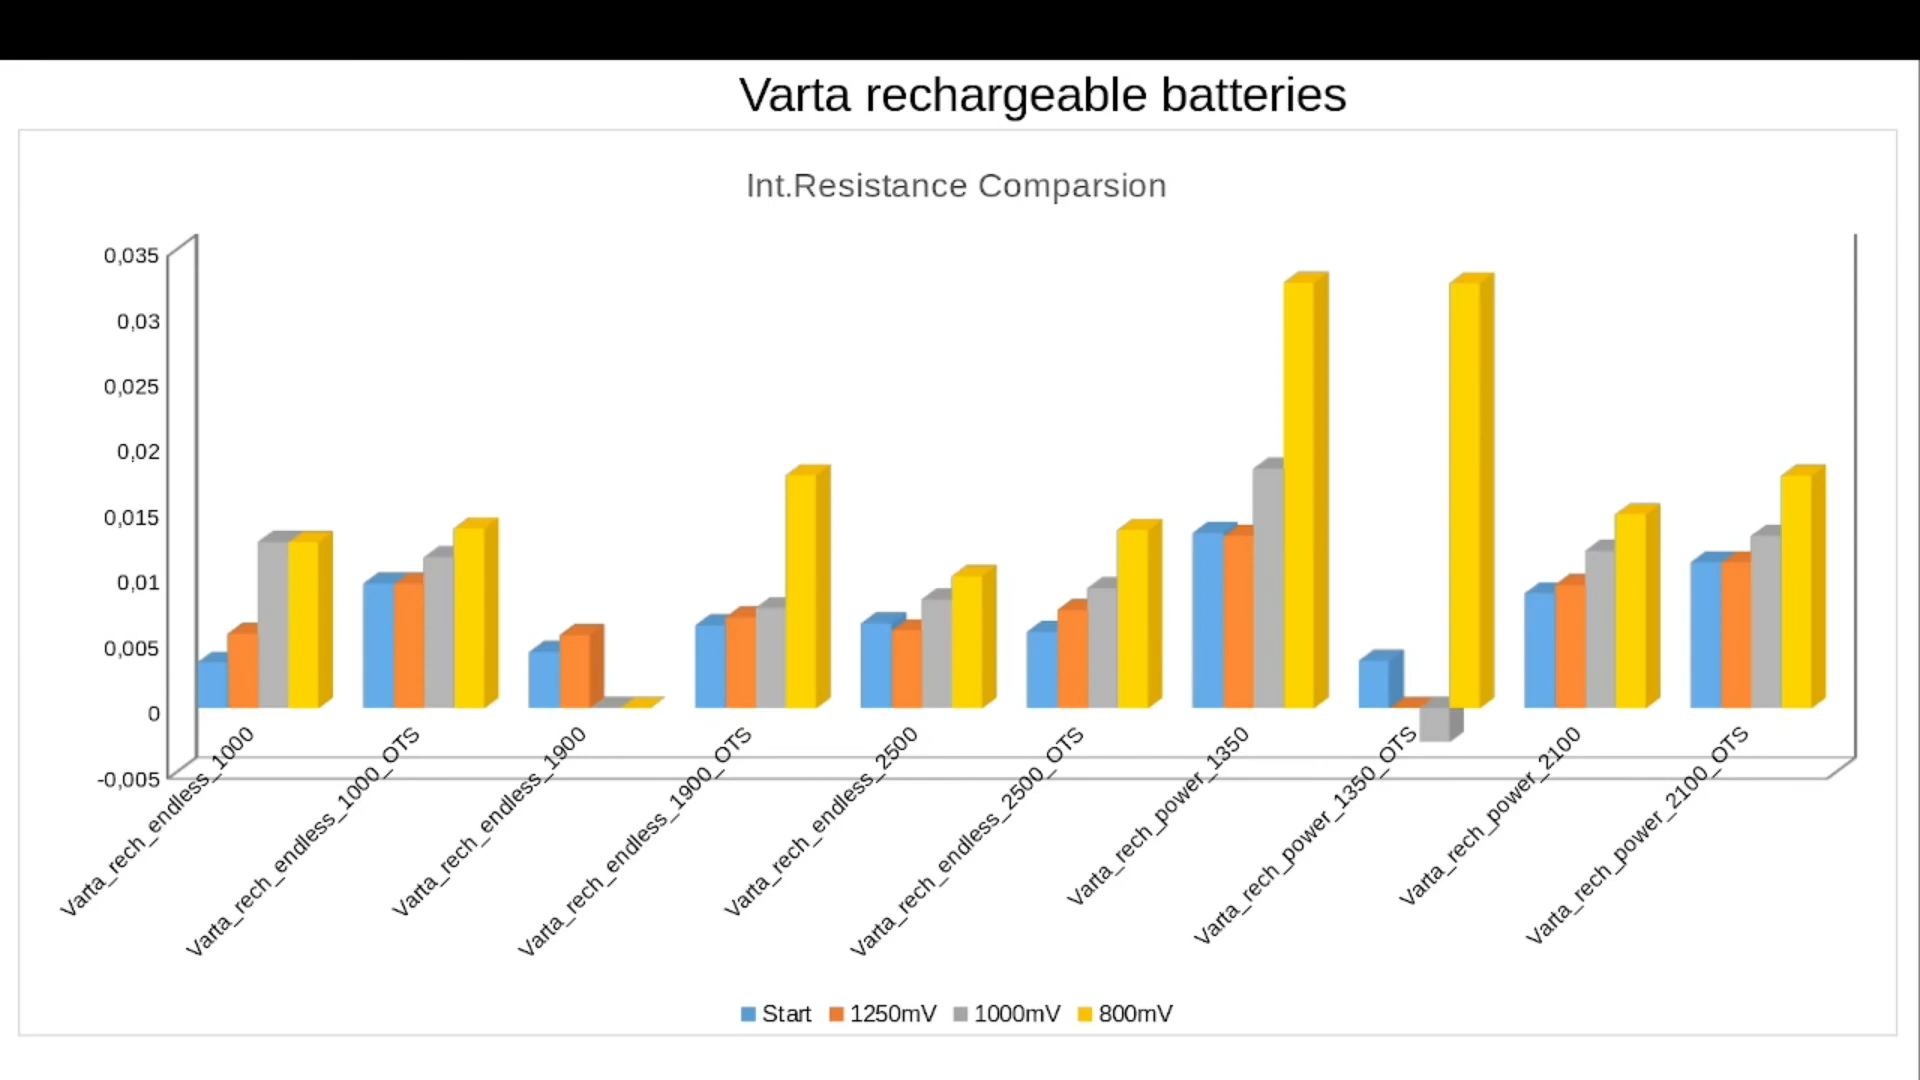 Varta rechargeable batteries
Int.Resistance Comparsion
0,035
0,03
0,025
0,02
0,015
0,01
0,005
0
-0,005
Varta_rech_endless_1000
Varta_rech_endless_1000_OTS
Varta_rech_endless_1900
Varta_rech_endless_1900_OTS
Varta_rech_endless_2500
Varta_rech_endless_2500_OTS
Varta_rech_power_1350
Varta_rech_power_1350_OTS
Varta_rech_power_2100
Varta_rech_power_2100_OTS
Start 1250mV 1000mV 800mV